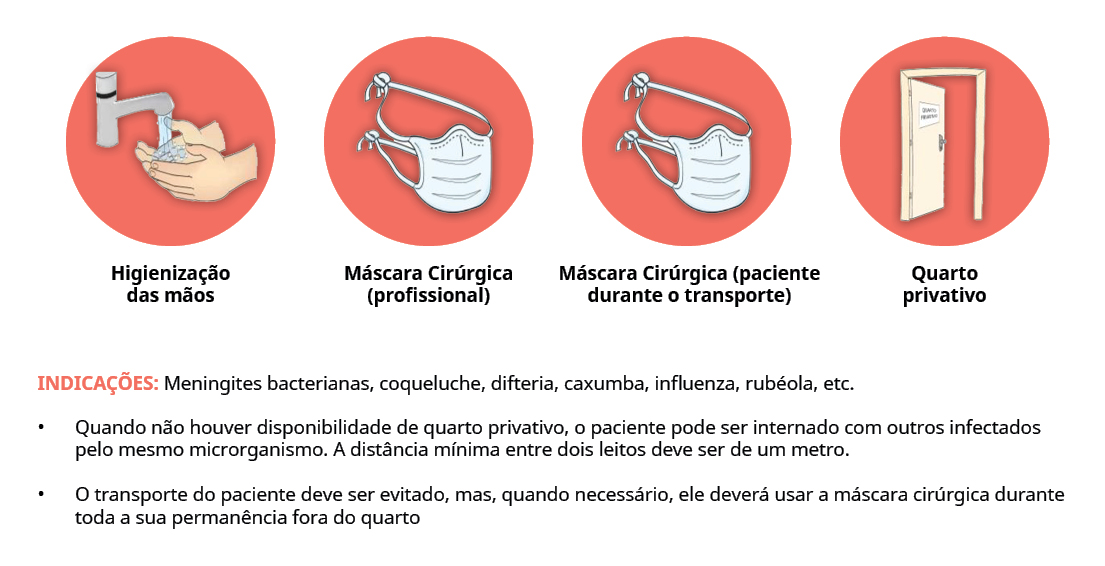 Higienização
das mãos
Máscara Cirúrgica
(profissional)
Máscara Cirúrgica (paciente
durante o transporte)
Quarto
privativo
INDICAÇÕES: Meningites bacterianas, coqueluche, difteria, caxumba, influenza, rubéola, etc.
• Quando não houver disponibilidade de quarto privativo, o paciente pode ser internado com outros infectados
pelo mesmo microrganismo. A distância mínima entre dois leitos deve ser de um metro.
• O transporte do paciente deve ser evitado, mas, quando necessário, ele deverá usar a máscara cirúrgica durante
toda a sua permanência fora do quarto